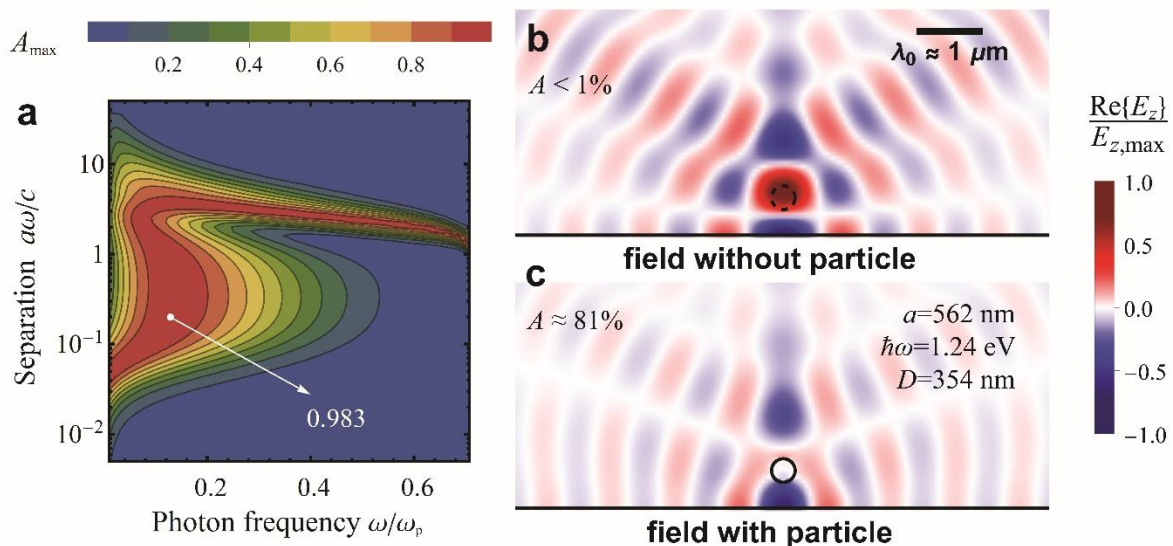 A_max
0.2 0.4 0.6 0.8
a
Separation aω/c
10
1
10⁻¹
10⁻²
0.983
0.2 0.4 0.6
Photon frequency ω/ω_p
b
A < 1%
λ₀ ≈ 1 μm
field without particle
c
A ≈ 81%
a=562 nm
ħω=1.24 eV
D=354 nm
field with particle
Re{E_z}
E_z,max
1.0
0.5
0.0
−0.5
−1.0